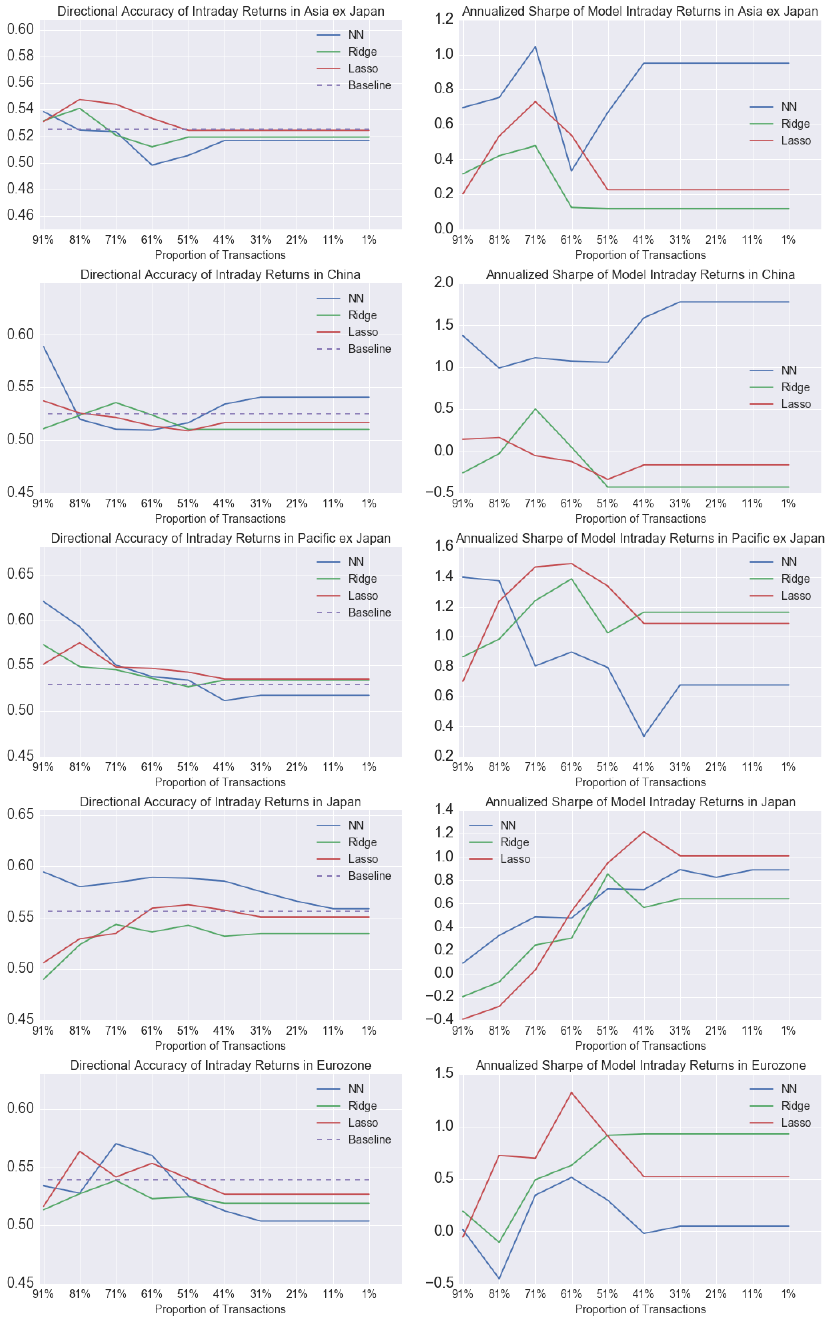 Directional Accuracy of Intraday Returns in Asia ex Japan
0.60
0.58
0.56
0.54
0.52
0.50
0.48
0.46
NN
Ridge
Lasso
Baseline
91% 81% 71% 61% 51% 41% 31% 21% 11% 1%
Proportion of Transactions
Annualized Sharpe of Model Intraday Returns in Asia ex Japan
1.2
1.0
0.8
0.6
0.4
0.2
0.0
NN
Ridge
Lasso
91% 81% 71% 61% 51% 41% 31% 21% 11% 1%
Proportion of Transactions
Directional Accuracy of Intraday Returns in China
0.60
0.55
0.50
0.45
NN
Ridge
Lasso
Baseline
91% 81% 71% 61% 51% 41% 31% 21% 11% 1%
Proportion of Transactions
Annualized Sharpe of Model Intraday Returns in China
2.0
1.5
1.0
0.5
0.0
−0.5
NN
Ridge
Lasso
91% 81% 71% 61% 51% 41% 31% 21% 11% 1%
Proportion of Transactions
Directional Accuracy of Intraday Returns in Pacific ex Japan
0.65
0.60
0.55
0.50
0.45
NN
Ridge
Lasso
Baseline
91% 81% 71% 61% 51% 41% 31% 21% 11% 1%
Proportion of Transactions
Annualized Sharpe of Model Intraday Returns in Pacific ex Japan
1.6
1.4
1.2
1.0
0.8
0.6
0.4
0.2
NN
Ridge
Lasso
91% 81% 71% 61% 51% 41% 31% 21% 11% 1%
Proportion of Transactions
Directional Accuracy of Intraday Returns in Japan
0.65
0.60
0.55
0.50
0.45
NN
Ridge
Lasso
Baseline
91% 81% 71% 61% 51% 41% 31% 21% 11% 1%
Proportion of Transactions
Annualized Sharpe of Model Intraday Returns in Japan
1.4
1.2
1.0
0.8
0.6
0.4
0.2
0.0
−0.2
−0.4
NN
Ridge
Lasso
91% 81% 71% 61% 51% 41% 31% 21% 11% 1%
Proportion of Transactions
Directional Accuracy of Intraday Returns in Eurozone
0.60
0.55
0.50
0.45
NN
Ridge
Lasso
Baseline
91% 81% 71% 61% 51% 41% 31% 21% 11% 1%
Proportion of Transactions
Annualized Sharpe of Model Intraday Returns in Eurozone
1.5
1.0
0.5
0.0
−0.5
NN
Ridge
Lasso
91% 81% 71% 61% 51% 41% 31% 21% 11% 1%
Proportion of Transactions